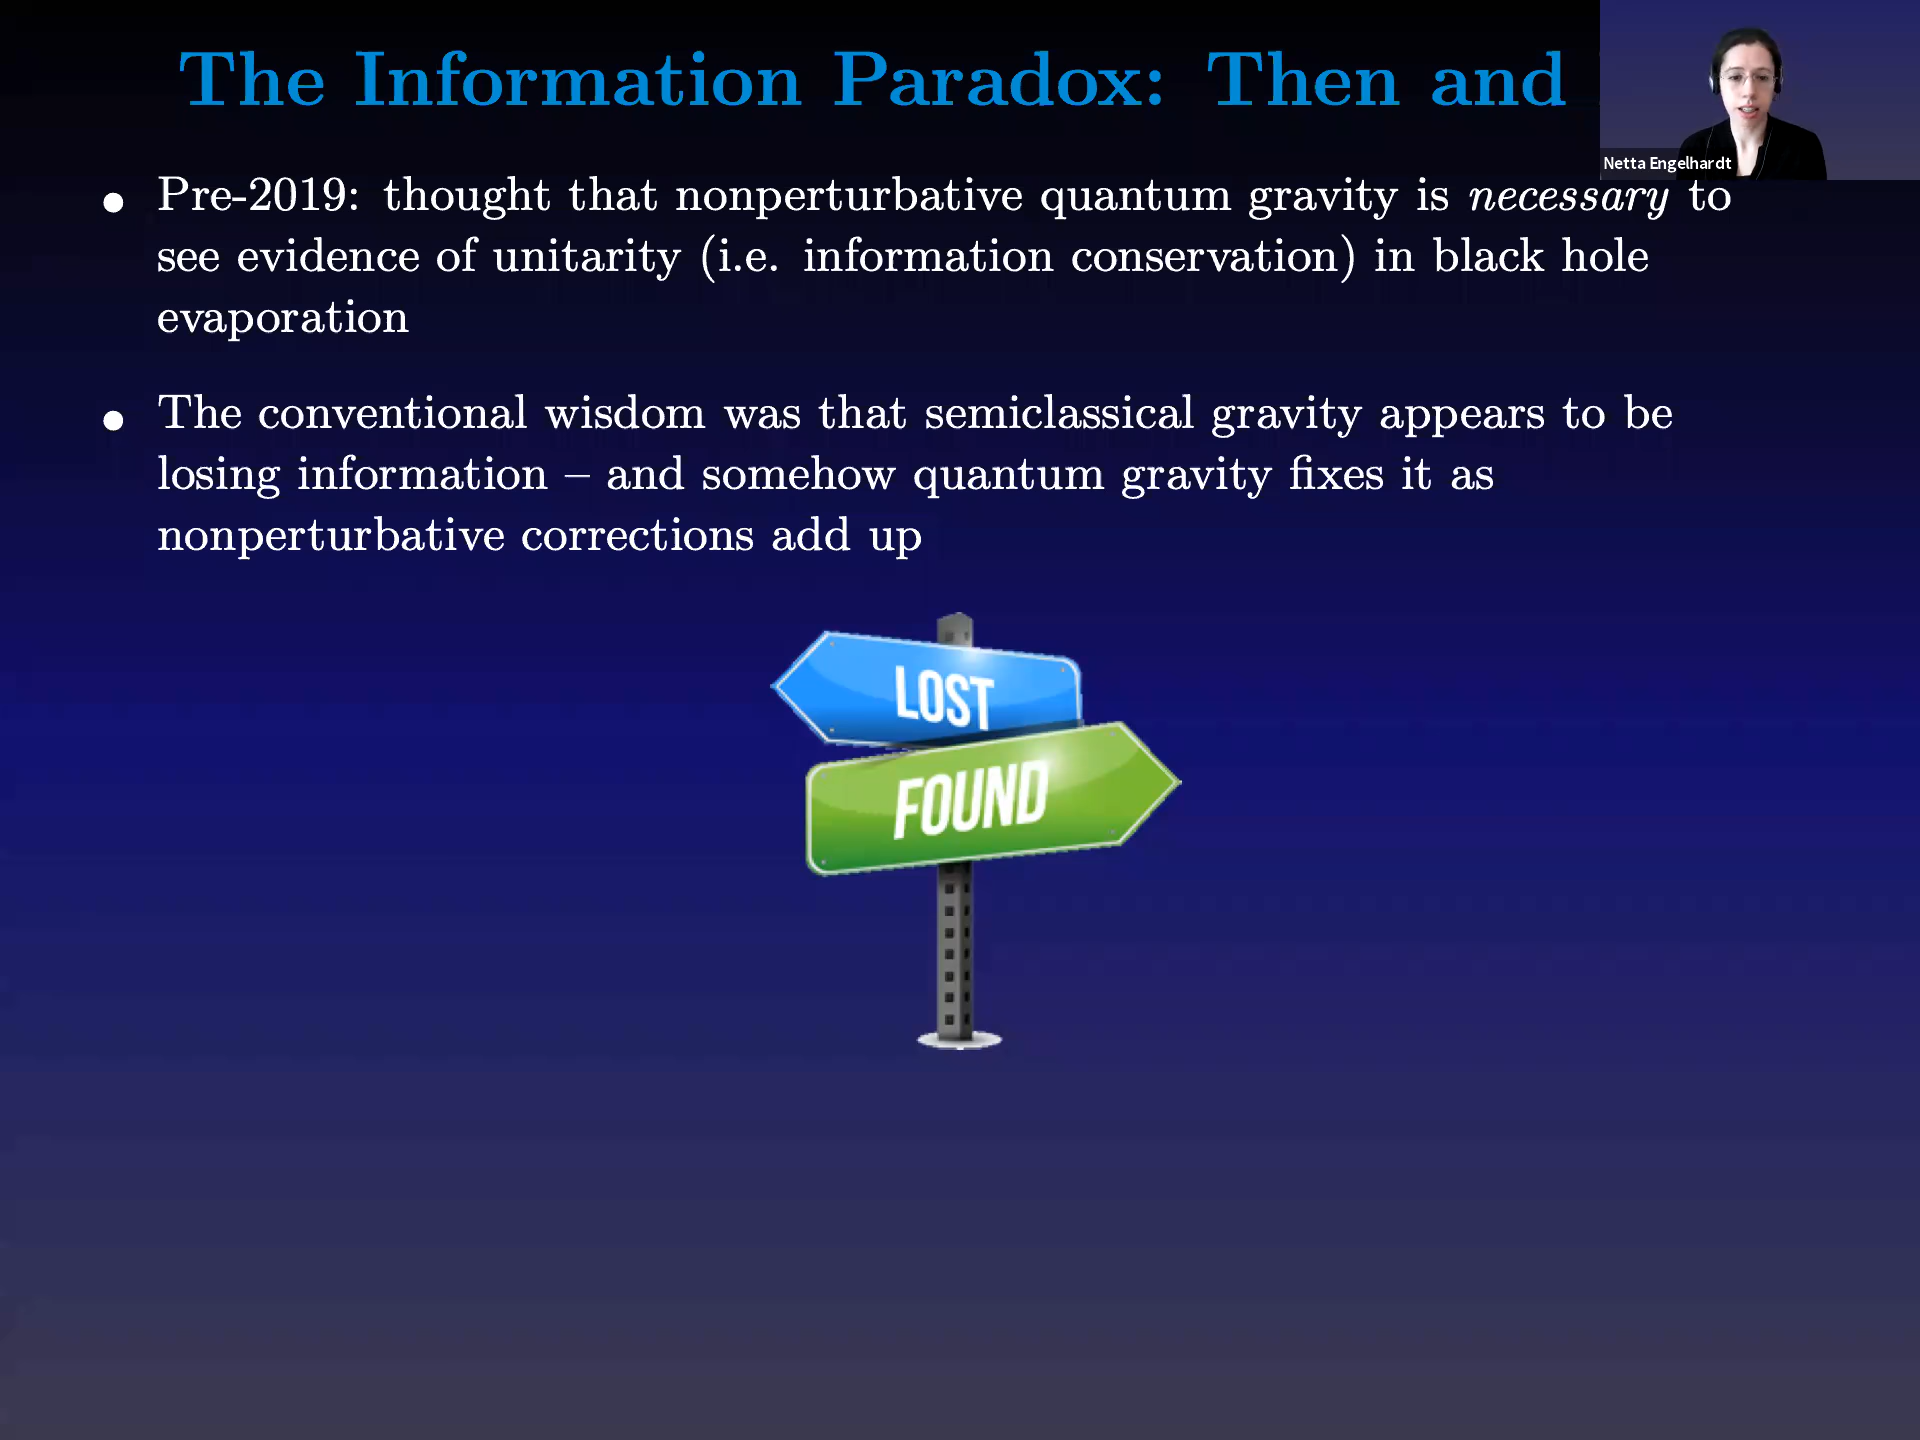 The Information Paradox: Then and
Netta Engelhardt
• Pre-2019: thought that nonperturbative quantum gravity is necessary to
see evidence of unitarity (i.e. information conservation) in black hole
evaporation
• The conventional wisdom was that semiclassical gravity appears to be
losing information – and somehow quantum gravity fixes it as
nonperturbative corrections add up
LOST
FOUND